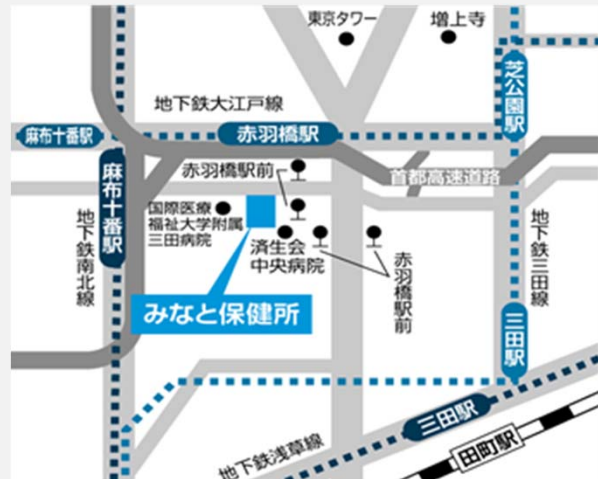 東京タワー
増上寺
芝公園駅
地下鉄大江戸線
麻布十番駅
赤羽橋駅
麻布十番駅
赤羽橋駅前
首都高速道路
国際医療
福祉大学附属
三田病院
済生会
中央病院
赤羽橋駅前
地下鉄南北線
地下鉄三田線
みなと保健所
三田駅
三田駅
田町駅
地下鉄浅草線